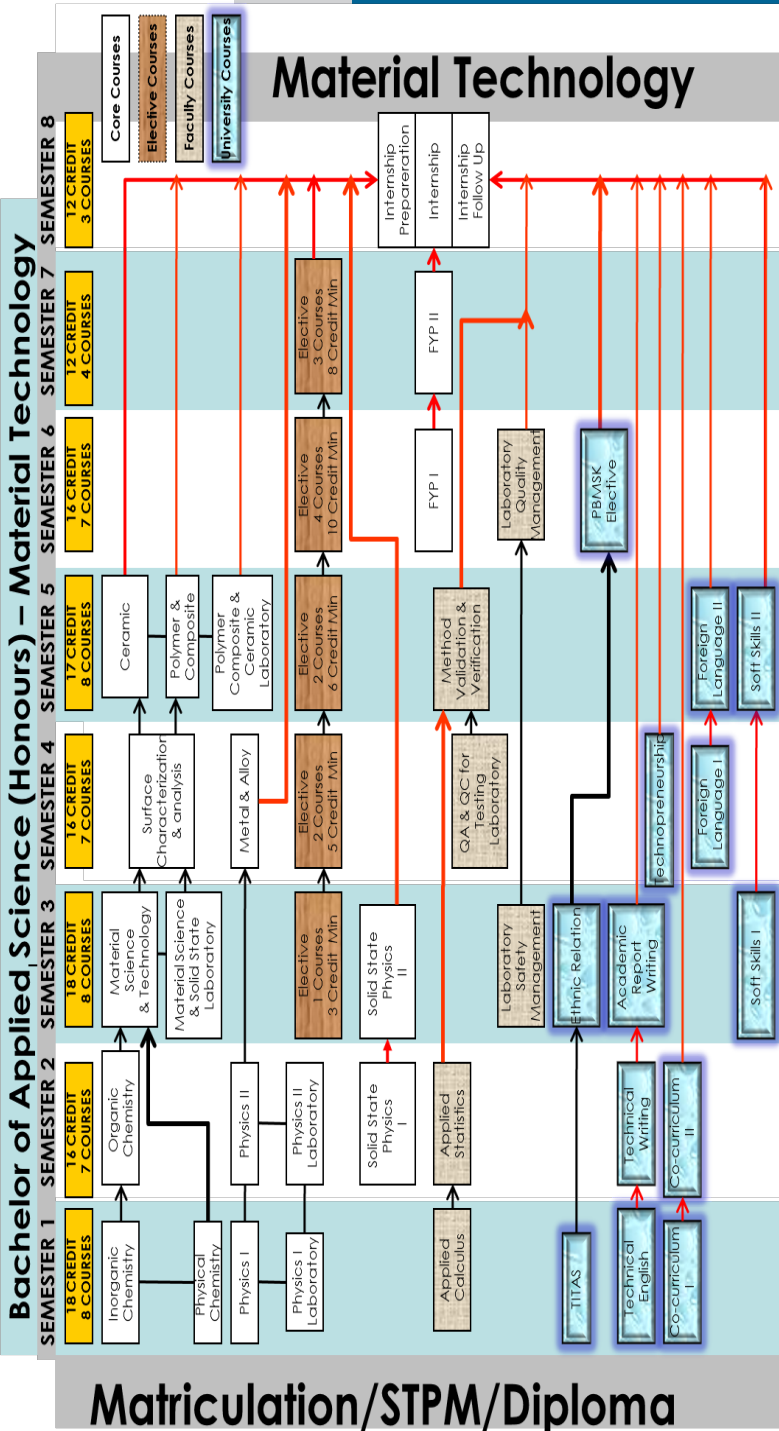 Bachelor of Applied Science (Honours) – Material Technology
SEMESTER 1
SEMESTER 2
SEMESTER 3
SEMESTER 4
SEMESTER 5
SEMESTER 6
SEMESTER 7
SEMESTER 8
18 CREDIT
8 COURSES
16 CREDIT
7 COURSES
18 CREDIT
8 COURSES
16 CREDIT
7 COURSES
17 CREDIT
8 COURSES
16 CREDIT
7 COURSES
12 CREDIT
4 COURSES
12 CREDIT
3 COURSES
Core Courses
Elective Courses
Faculty Courses
University Courses
Matriculation/STPM/Diploma
Material Technology
Inorganic
Chemistry
Physical
Chemistry
Physics I
Physics I
Laboratory
Applied
Calculus
TITAS
Technical
English
Co-curriculum
I
Organic
Chemistry
Physics II
Physics II
Laboratory
Solid State
Physics
I
Applied
Statistics
Technical
Writing
Co-curriculum
II
Material
Science
& Technology
Material Science
& Solid State
Laboratory
Elective
1 Courses
3 Credit Min
Solid State
Physics
II
Laboratory
Safety
Management
Ethnic Relation
Academic
Report
Writing
Soft Skills I
Surface
Characterization
& analysis
Metal & Alloy
Elective
2 Courses
5 Credit Min
QA & QC for
Testing
Laboratory
Technopreneurship
Foreign
Language I
Ceramic
Polymer &
Composite
Polymer
Composite &
Ceramic
Laboratory
Elective
2 Courses
6 Credit Min
Method
Validation &
Verification
Foreign
Language II
Soft Skills II
Elective
4 Courses
10 Credit Min
FYP I
Laboratory
Quality
Management
PBMSK
Elective
Elective
3 Courses
8 Credit Min
FYP II
Internship
Prepareration
Internship
Internship
Follow Up